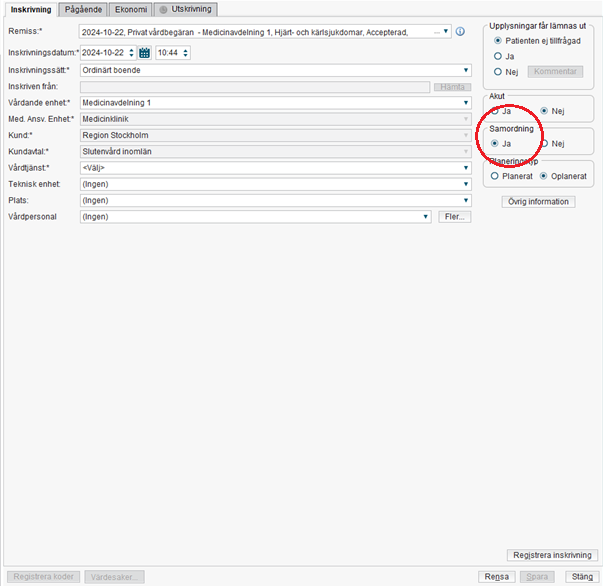 Inskrivning Pågående Ekonomi Utskrivning
Remiss:* 2024-10-22, Privat vårdbegäran - Medicinavdelning 1, Hjärt- och kärlsjukdomar, Accepterad, ...
Inskrivningsdatum:* 2024-10-22 10:44
Inskrivningssätt:* Ordinärt boende
Inskriven från: Hämta
Vårdande enhet:* Medicinavdelning 1
Med. Ansv. Enhet:* Medicinklinik
Kund:* Region Stockholm
Kundavtal:* Slutenvård inomlän
Vårdtjänst:* <Välj>
Teknisk enhet: (Ingen)
Plats: (Ingen)
Vårdpersonal (Ingen) Fler...
Upplysningar får lämnas ut
Patienten ej tillfrågad
Ja
Nej Kommentar
Akut
Ja Nej
Samordning
Ja Nej
Planeringstyp
Planerat Oplanerat
Övrig information
Registrera inskrivning
Registrera koder Värdesaker... Rensa Spara Stäng